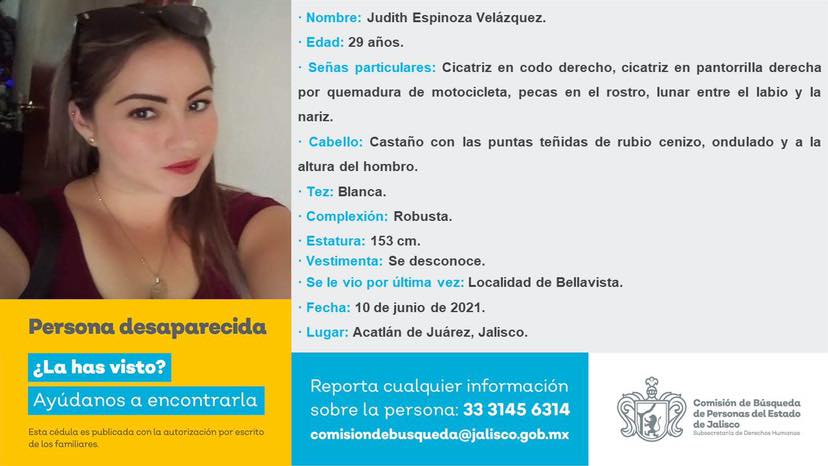 · Nombre: Judith Espinoza Velázquez.
· Edad: 29 años.
· Señas particulares: Cicatriz en codo derecho, cicatriz en pantorrilla derecha
por quemadura de motocicleta, pecas en el rostro, lunar entre el labio y la
nariz.
· Cabello: Castaño con las puntas teñidas de rubio cenizo, ondulado y a la
altura del hombro.
· Tez: Blanca.
· Complexión: Robusta.
· Estatura: 153 cm.
· Vestimenta: Se desconoce.
· Se le vio por última vez: Localidad de Bellavista.
· Fecha: 10 de junio de 2021.
· Lugar: Acatlán de Juárez, Jalisco.
Persona desaparecida
¿La has visto?
Ayúdanos a encontrarla
Esta cédula es publicada con la autorización por escrito
de los familiares.
Reporta cualquier información
sobre la persona: 33 3145 6314
comisiondebusqueda@jalisco.gob.mx
Comisión de Búsqueda
de Personas del Estado
de Jalisco
Subsecretaría de Derechos Humanos